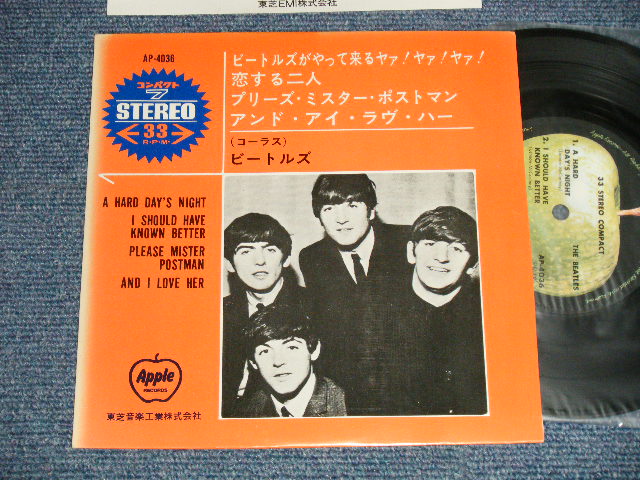 東芝EMI株式会社
AP-4036
コンパクト
7
STEREO
33
R・P・M・
ビートルズがやって来るヤァ!ヤァ!ヤァ!
恋する二人
プリーズ・ミスター・ポストマン
アンド・アイ・ラヴ・ハー
(コーラス)
ビートルズ
A HARD DAY'S NIGHT
I SHOULD HAVE
KNOWN BETTER
PLEASE MISTER
POSTMAN
AND I LOVE HER
Apple
RECORDS
東芝音楽工業株式会社
33 STEREO COMPACT
1. A HARD
DAY'S NIGHT
2. I SHOULD HAVE
KNOWN BETTER
THE BEATLES
AP-4036